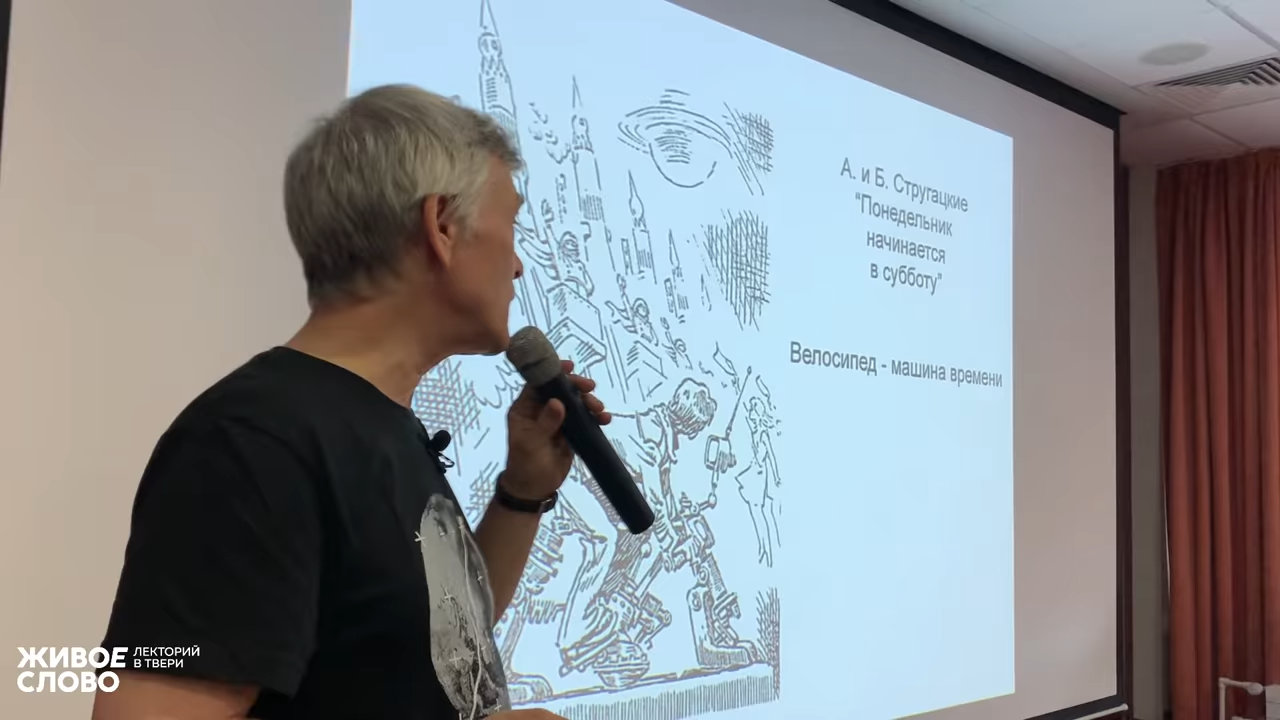 А. и Б. Стругацкие
“Понедельник
начинается
в субботу”
Велосипед - машина времени
ЖИВОЕ
СЛОВО
ЛЕКТОРИЙ
В ТВЕРИ